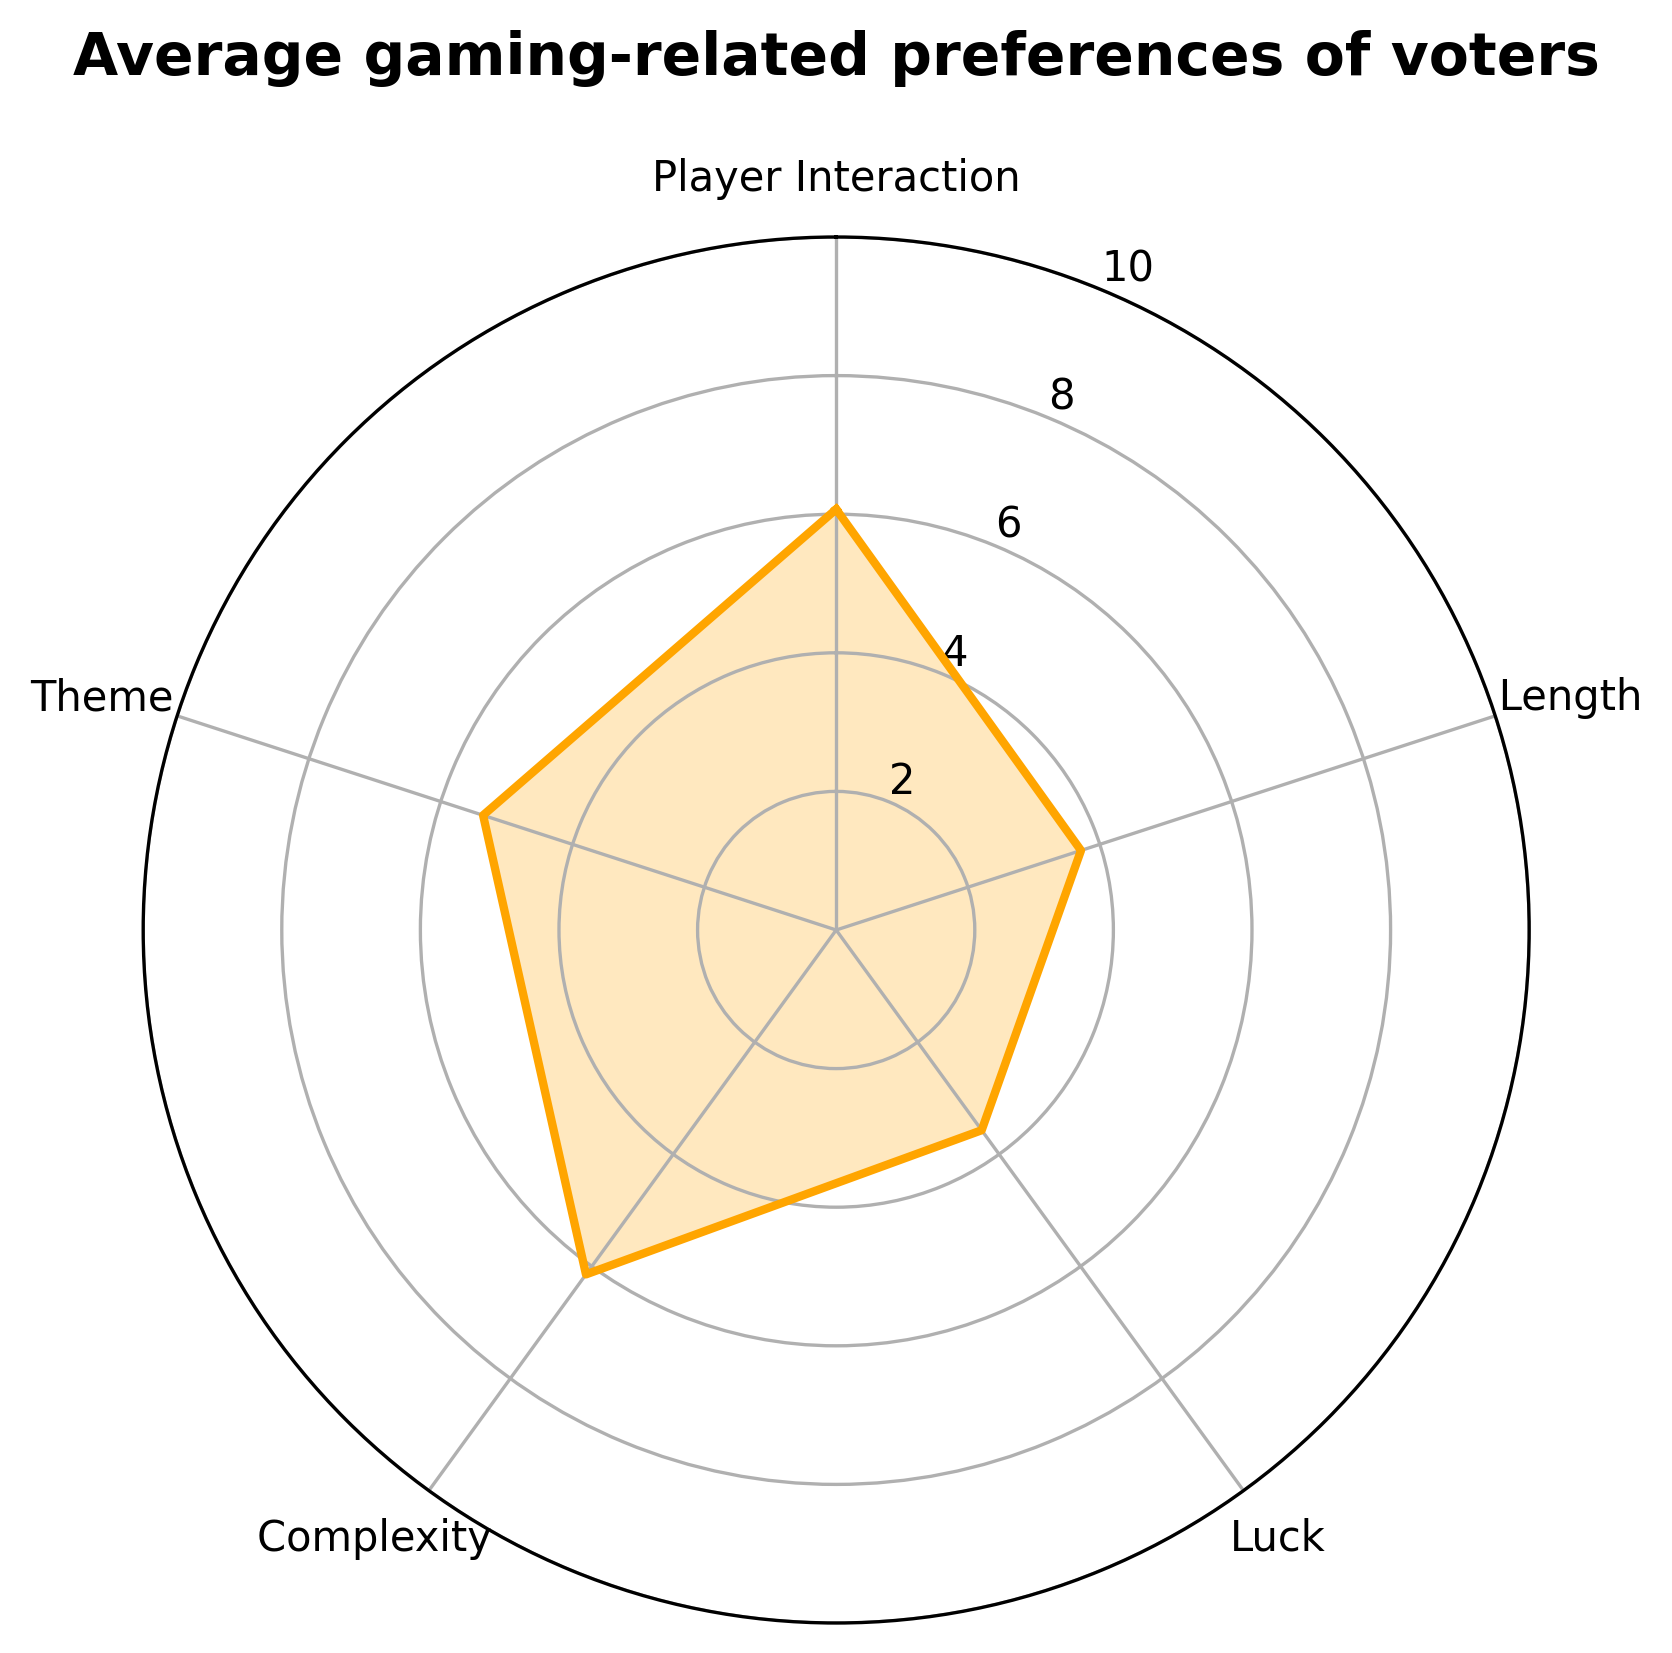 Average gaming-related preferences of voters
Player Interaction
10
8
6
4
2
Theme
Length
Complexity
Luck